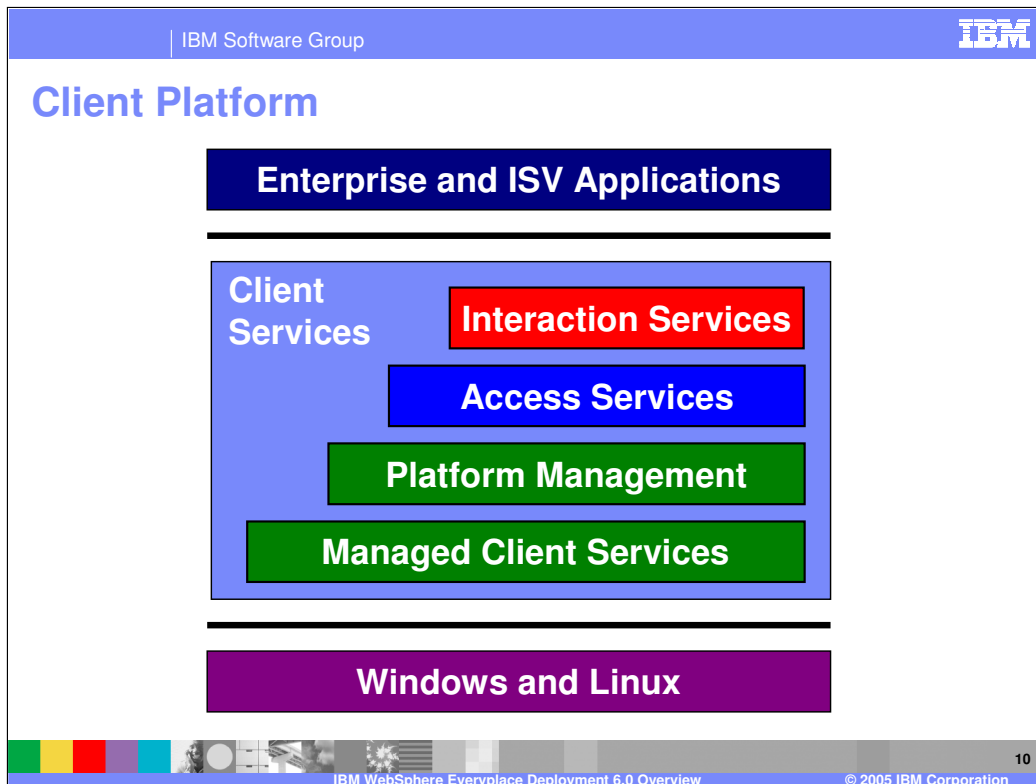 IBM Software Group
IBM
Client Platform
Enterprise and ISV Applications
Client
Services
Interaction Services
Access Services
Platform Management
Managed Client Services
Windows and Linux
10
IBM WebSphere Everyplace Deployment 6.0 Overview
© 2005 IBM Corporation